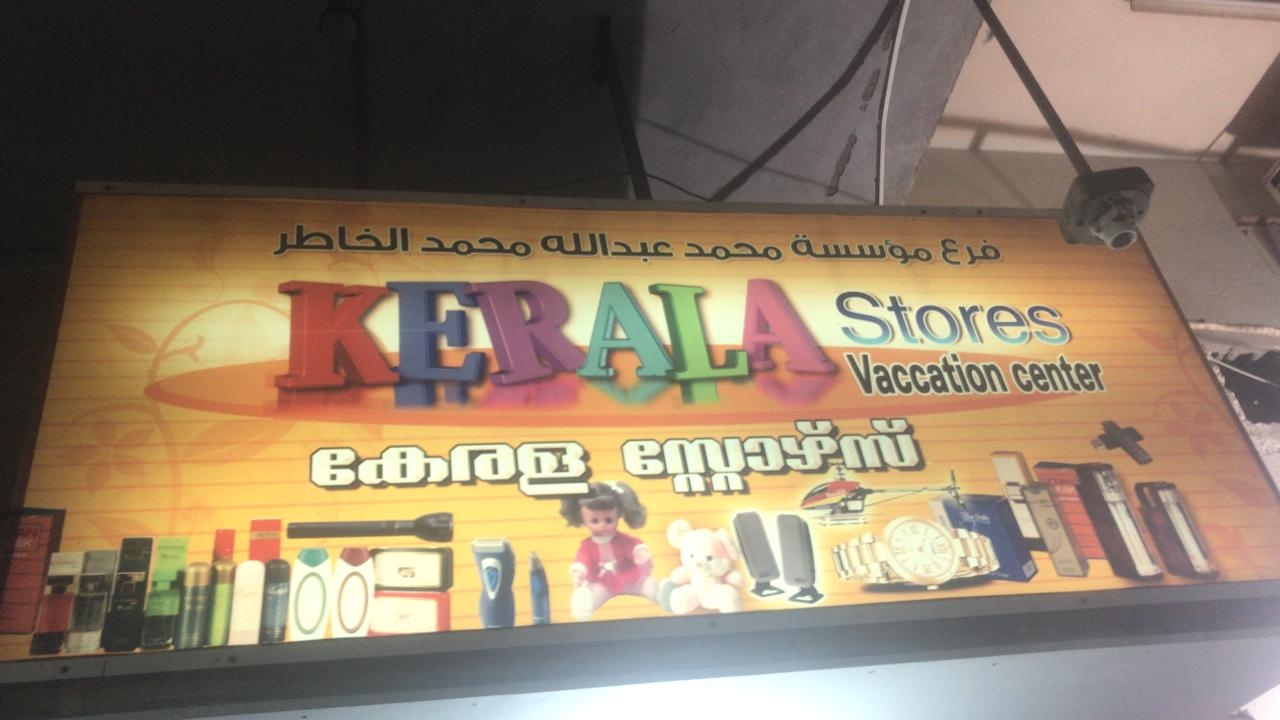 فرع مؤسسة محمد عبدالله محمد الخاطر
KERALA Stores
Vaccation center
കേരള സ്റ്റോഴ്സ്